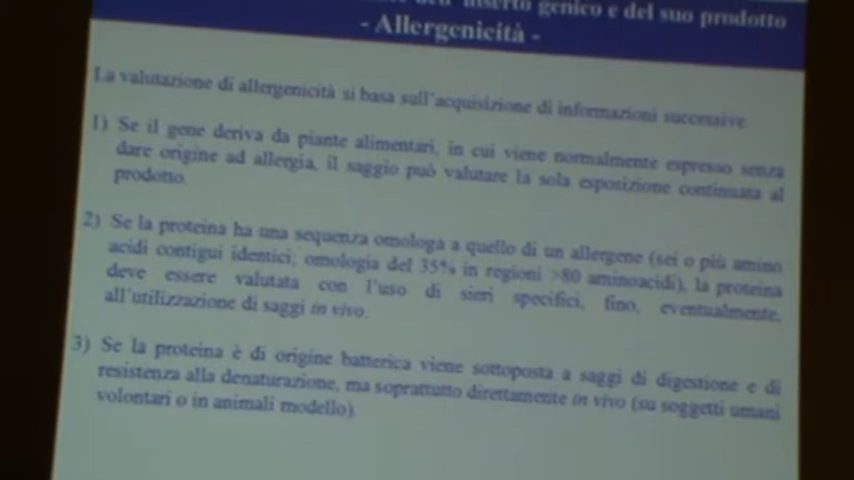 inserto genico e del suo prodotto
- Allergenicità -
La valutazione di allergenicità si basa sull'acquisizione di informazioni successive.
1) Se il gene deriva da piante alimentari, in cui viene normalmente espresso senza
dare origine ad allergia, il saggio può valutare la sola esposizione continuata al
prodotto.
2) Se la proteina ha una sequenza omologa a quello di un allergene (sei o più amino
acidi contigui identici; omologia del 35% in regioni >80 aminoacidi), la proteina
deve essere valutata con l'uso di sieri specifici, fino, eventualmente,
all'utilizzazione di saggi in vivo.
3) Se la proteina è di origine batterica viene sottoposta a saggi di digestione e di
resistenza alla denaturazione, ma soprattutto direttamente in vivo (su soggetti umani
volontari o in animali modello).